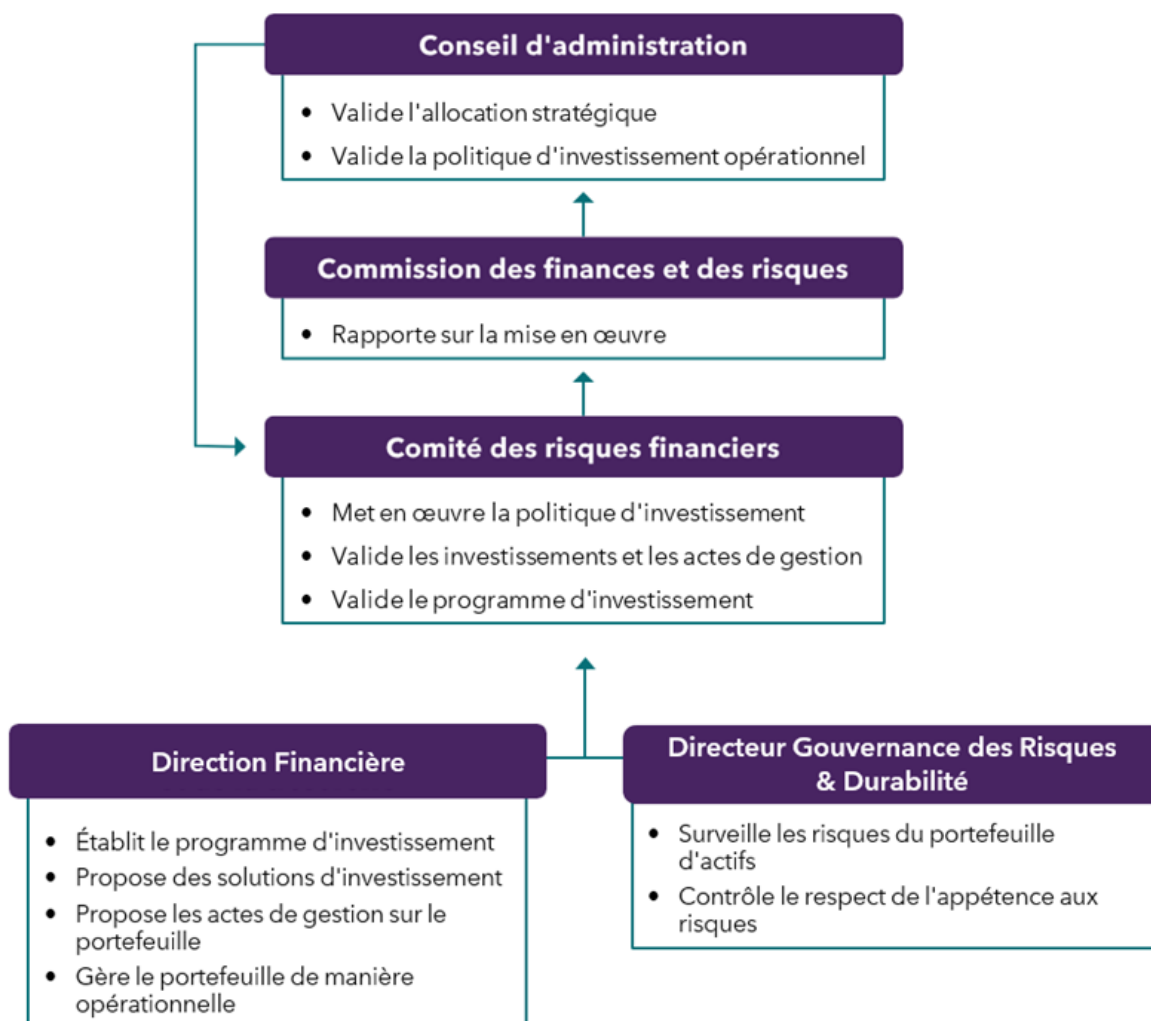 Conseil d'administration
• Valide l'allocation stratégique
• Valide la politique d'investissement opérationnel
Commission des finances et des risques
• Rapporte sur la mise en œuvre
Comité des risques financiers
• Met en œuvre la politique d'investissement
• Valide les investissements et les actes de gestion
• Valide le programme d'investissement
Direction Financière
• Établit le programme d'investissement
• Propose des solutions d'investissement
• Propose les actes de gestion sur le
portefeuille
• Gère le portefeuille de manière
opérationnelle
Directeur Gouvernance des Risques
& Durabilité
• Surveille les risques du portefeuille
d'actifs
• Contrôle le respect de l'appétence aux
risques